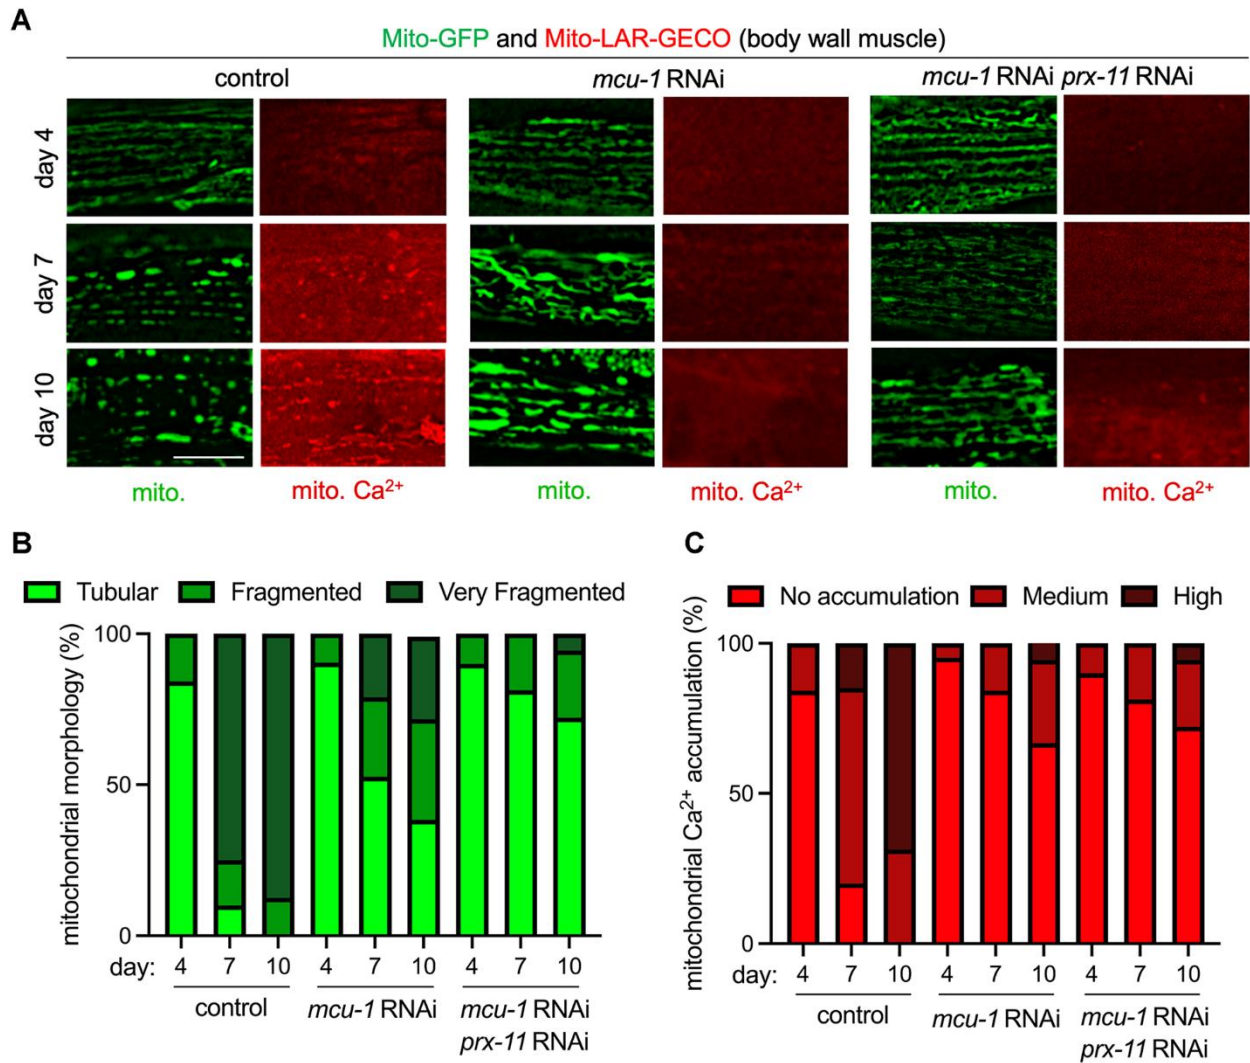 A
Mito-GFP and Mito-LAR-GECO (body wall muscle)
control
mcu-1 RNAi
mcu-1 RNAi prx-11 RNAi
day 4
day 7
day 10
mito.
mito. Ca²⁺
mito.
mito. Ca²⁺
mito.
mito. Ca²⁺
B
Tubular Fragmented Very Fragmented
mitochondrial morphology (%)
100
50
0
day: 4 7 10 4 7 10 4 7 10
control
mcu-1 RNAi
mcu-1 RNAi
prx-11 RNAi
C
No accumulation Medium High
mitochondrial Ca²⁺ accumulation (%)
100
50
0
day: 4 7 10 4 7 10 4 7 10
control
mcu-1 RNAi
mcu-1 RNAi
prx-11 RNAi